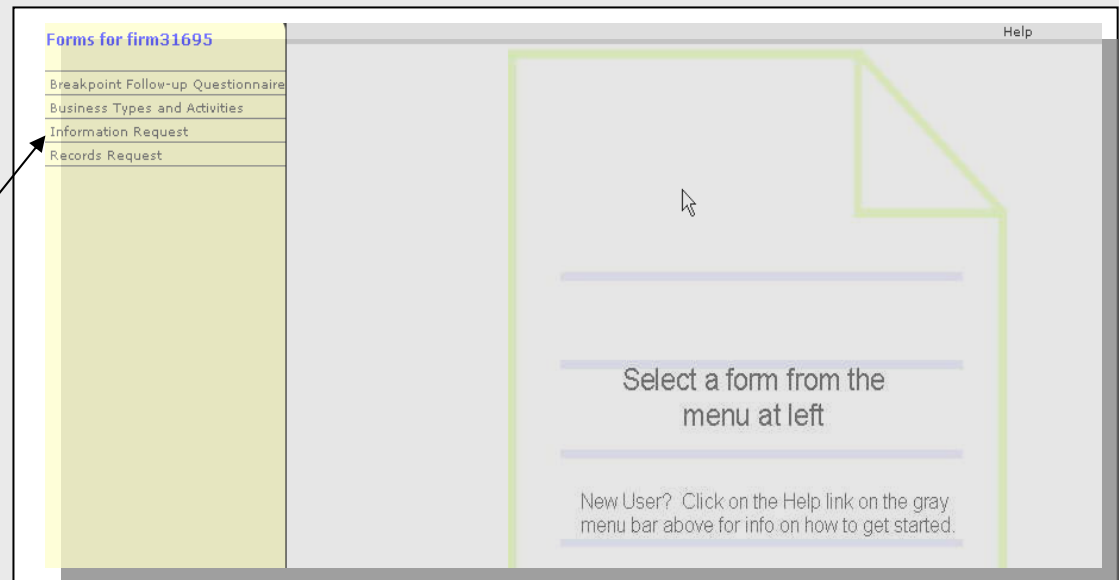 Forms for firm31695
Help
Breakpoint Follow-up Questionnaire
Business Types and Activities
Information Request
Records Request
Select a form from the
menu at left
New User? Click on the Help link on the gray
menu bar above for info on how to get started.